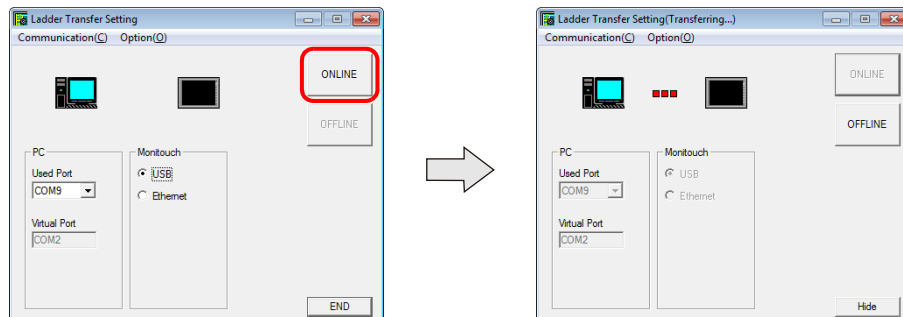 Ladder Transfer Setting
Communication(C) Option(O)
ONLINE
OFFLINE
PC
Used Port
COM9
Virtual Port
COM2
Monitouch
USB
Ethernet
END
Ladder Transfer Setting(Transferring...)
Communication(C) Option(O)
ONLINE
OFFLINE
PC
Used Port
COM9
Virtual Port
COM2
Monitouch
USB
Ethernet
Hide